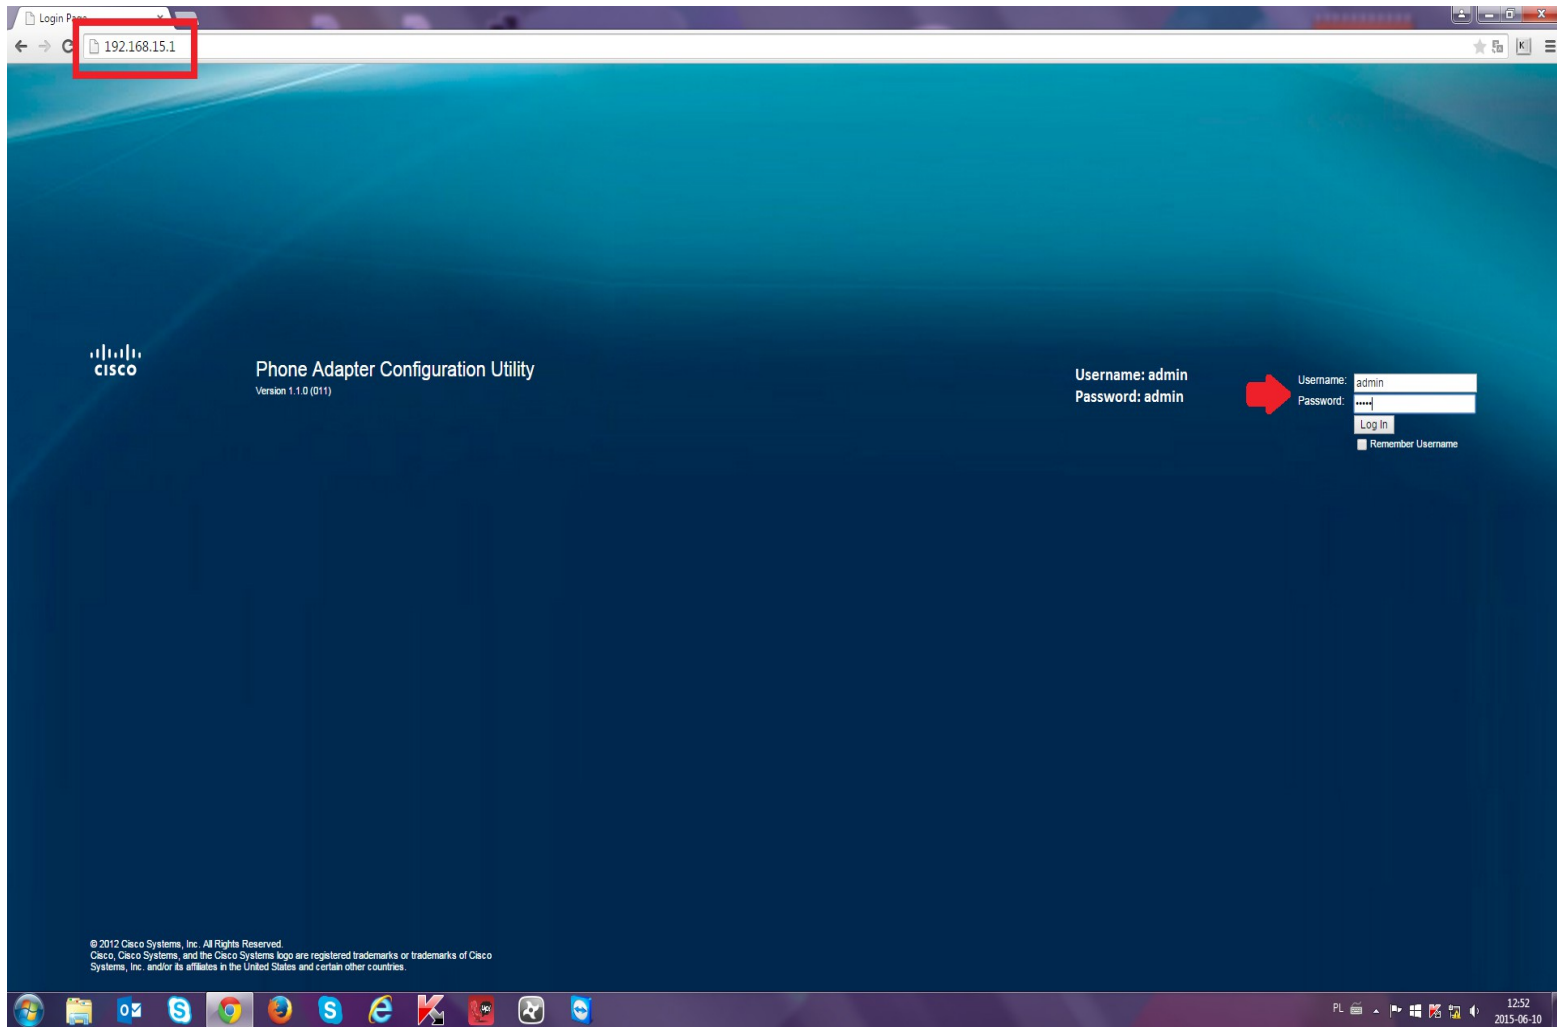 Login Page
192.168.15.1
CISCO
Phone Adapter Configuration Utility
Version 1.1.0 (011)
Username: admin
Password: admin
Username: admin
Password: •••••
Log In
Remember Username
© 2012 Cisco Systems, Inc. All Rights Reserved.
Cisco, Cisco Systems, and the Cisco Systems logo are registered trademarks or trademarks of Cisco
Systems, Inc. and/or its affiliates in the United States and certain other countries.
PL
12:52
2015-06-10